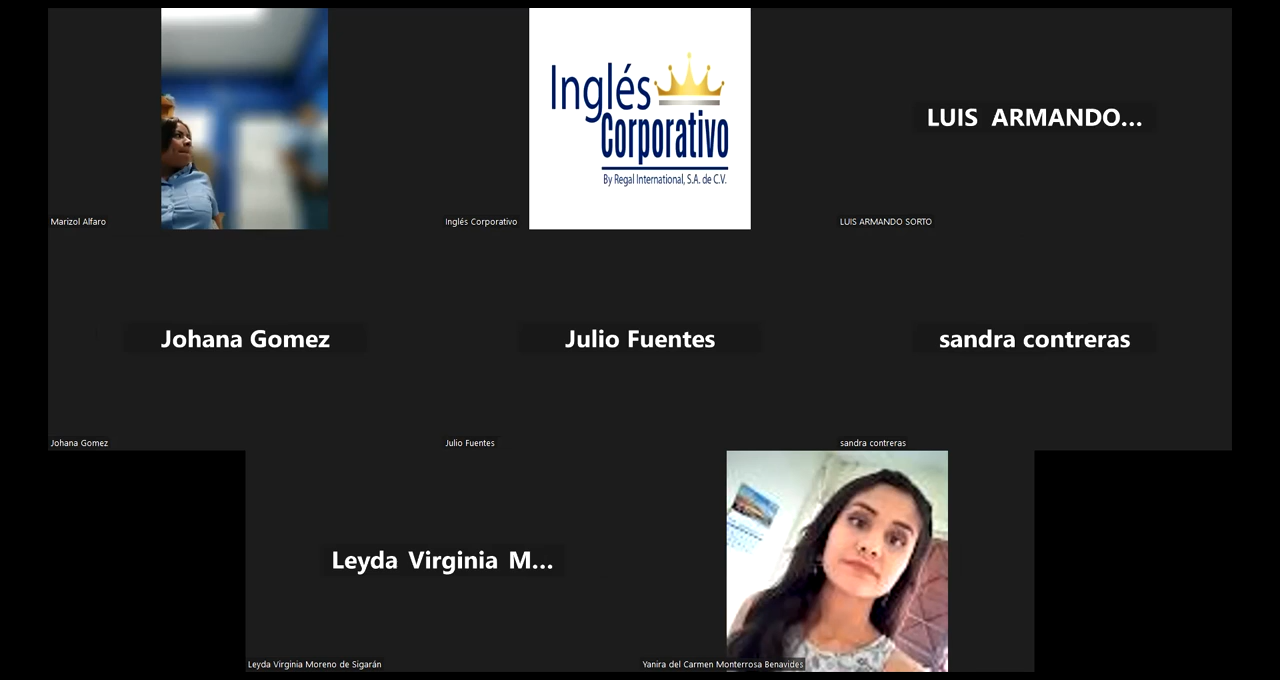 Inglés
Corporativo
By Regal International, S.A. de C.V.
LUIS ARMANDO...
Marizol Alfaro
Inglés Corporativo
LUIS ARMANDO SORTO
Johana Gomez
Julio Fuentes
sandra contreras
Johana Gomez
Julio Fuentes
sandra contreras
Leyda Virginia M...
Leyda Virginia Moreno de Sigarán
Yanira del Carmen Monterrosa Benavides